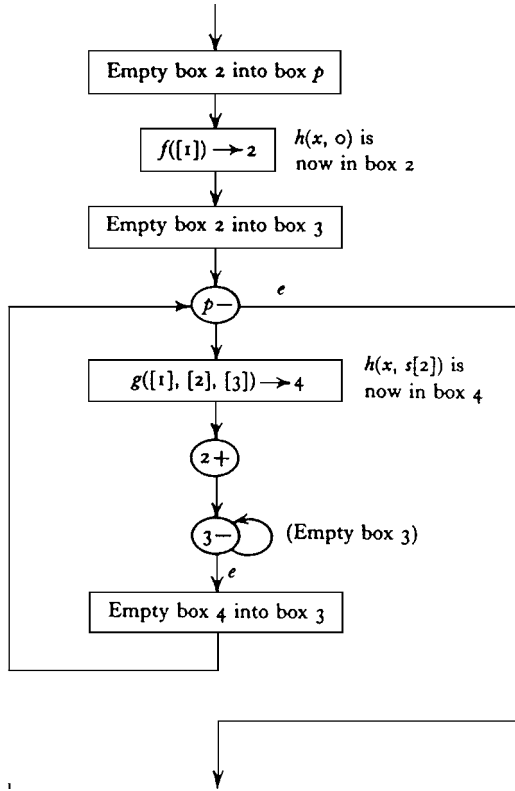 Empty box 2 into box p
f([1]) → 2
h(x, 0) is
now in box 2
Empty box 2 into box 3
p−
e
g([1], [2], [3]) → 4
h(x, s[2]) is
now in box 4
2+
3−
(Empty box 3)
e
Empty box 4 into box 3